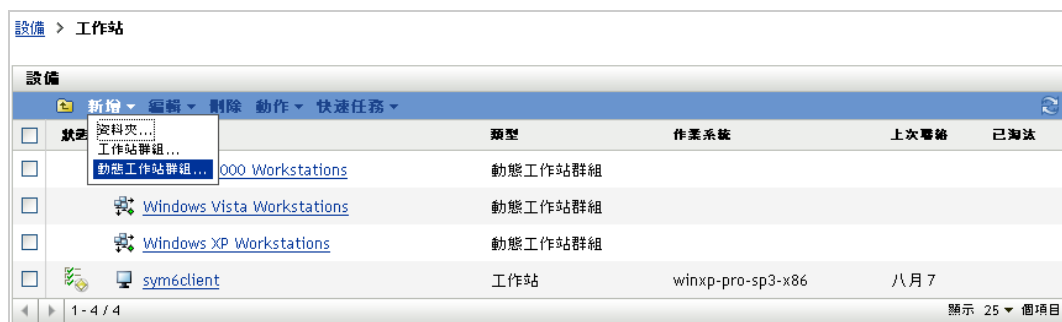 設備 > 工作站
設備
新增 編輯 刪除 動作 快速任務
類型 作業系統 上次聯絡 已淘汰
資料夾...
工作站群組...
動態工作站群組...
000 Workstations 動態工作站群組
Windows Vista Workstations 動態工作站群組
Windows XP Workstations 動態工作站群組
sym6client 工作站 winxp-pro-sp3-x86 八月 7
1 - 4 / 4 顯示 25 個項目